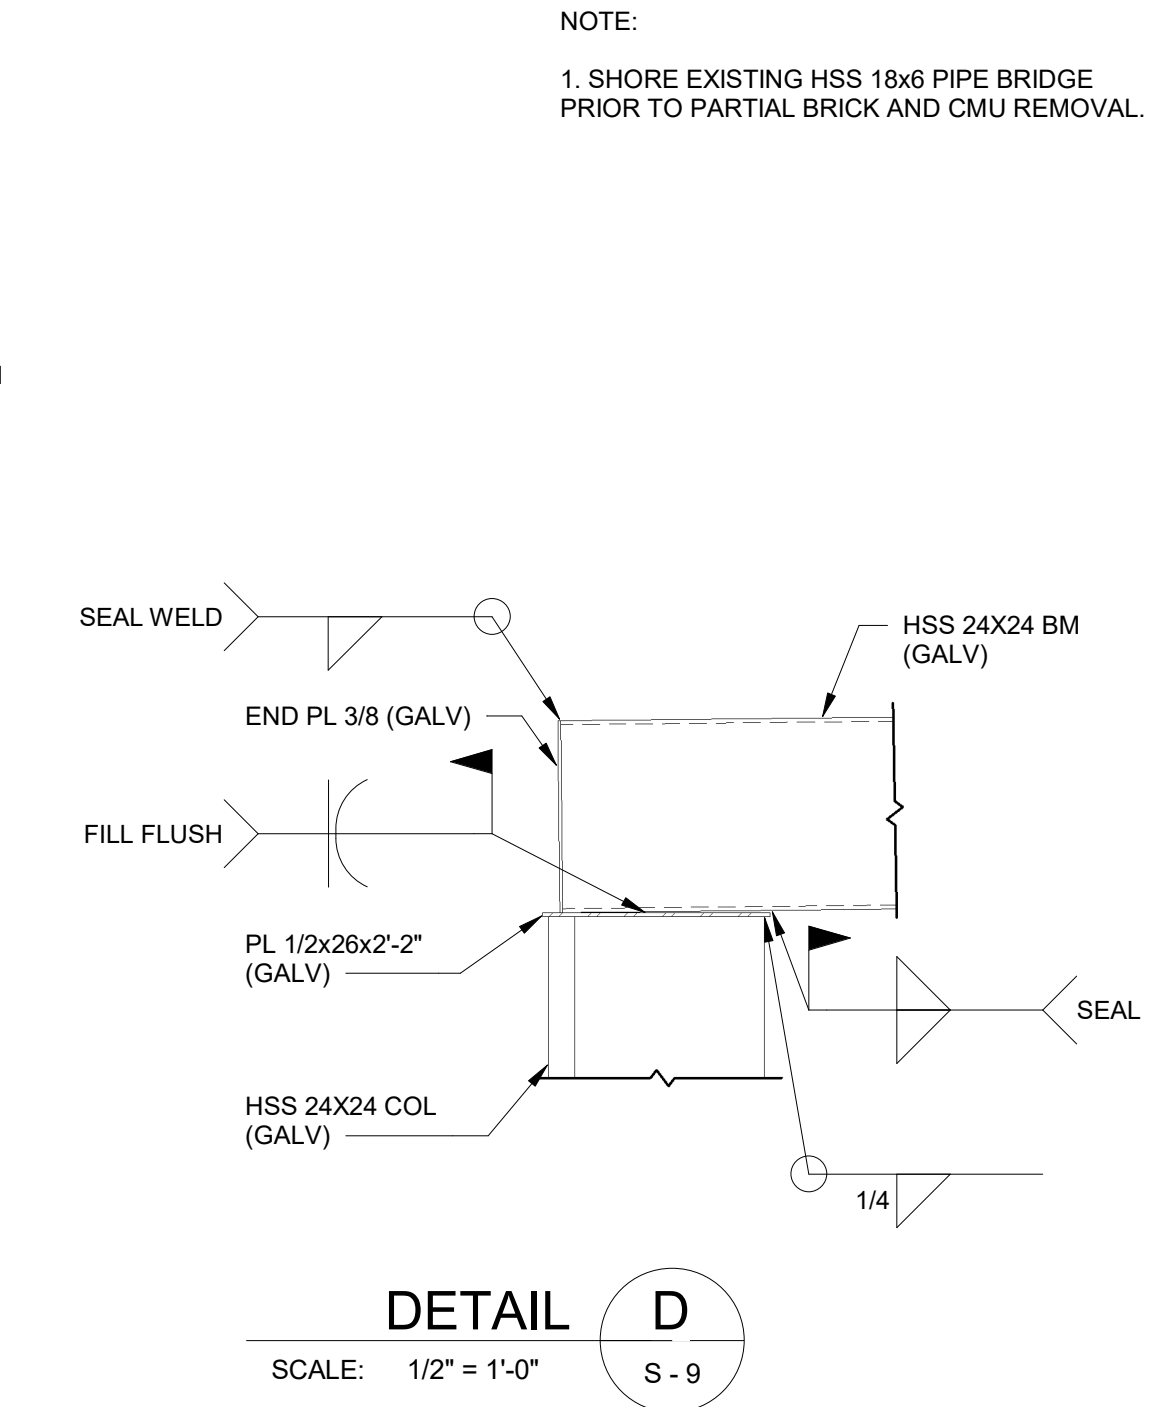 NOTE:
1. SHORE EXISTING HSS 18x6 PIPE BRIDGE
PRIOR TO PARTIAL BRICK AND CMU REMOVAL.
SEAL WELD
HSS 24X24 BM
(GALV)
END PL 3/8 (GALV)
FILL FLUSH
PL 1/2x26x2'-2"
(GALV)
SEAL
HSS 24X24 COL
(GALV)
1/4
DETAIL D
SCALE: 1/2" = 1'-0" S - 9